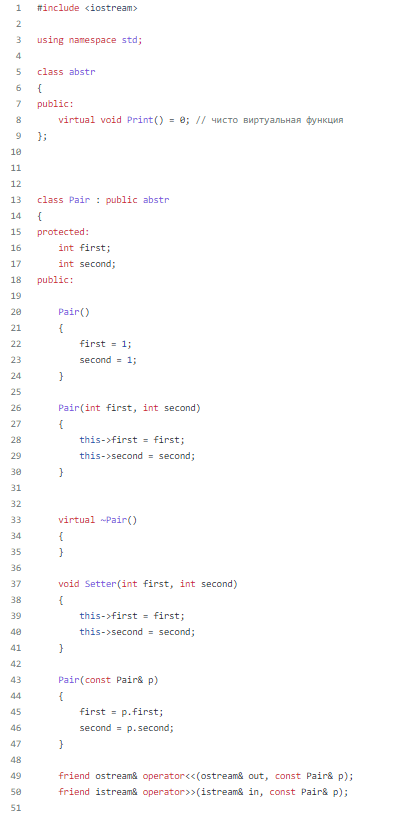 1 #include <iostream>
2
3 using namespace std;
4
5 class abstr
6 {
7 public:
8     virtual void Print() = 0; // чисто виртуальная функция
9 };
10
11
12
13 class Pair : public abstr
14 {
15 protected:
16     int first;
17     int second;
18 public:
19
20     Pair()
21     {
22         first = 1;
23         second = 1;
24     }
25
26     Pair(int first, int second)
27     {
28         this->first = first;
29         this->second = second;
30     }
31
32
33     virtual ~Pair()
34     {
35     }
36
37     void Setter(int first, int second)
38     {
39         this->first = first;
40         this->second = second;
41     }
42
43     Pair(const Pair& p)
44     {
45         first = p.first;
46         second = p.second;
47     }
48
49     friend ostream& operator<<(ostream& out, const Pair& p);
50     friend istream& operator>>(istream& in, const Pair& p);
51